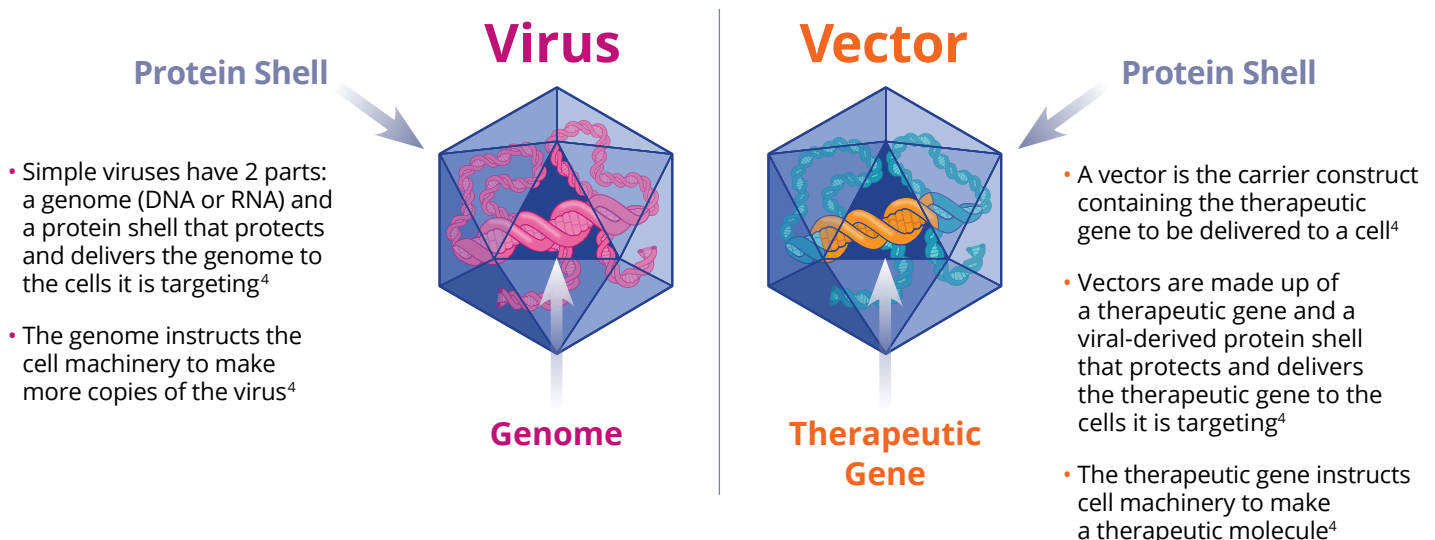 Virus
Protein Shell
• Simple viruses have 2 parts:
a genome (DNA or RNA) and
a protein shell that protects
and delivers the genome to
the cells it is targeting⁴
• The genome instructs the
cell machinery to make
more copies of the virus⁴
Genome
Vector
Protein Shell
• A vector is the carrier construct
containing the therapeutic
gene to be delivered to a cell⁴
• Vectors are made up of
a therapeutic gene and a
viral-derived protein shell
that protects and delivers
the therapeutic gene to the
cells it is targeting⁴
• The therapeutic gene instructs
cell machinery to make
a therapeutic molecule⁴
Therapeutic
Gene